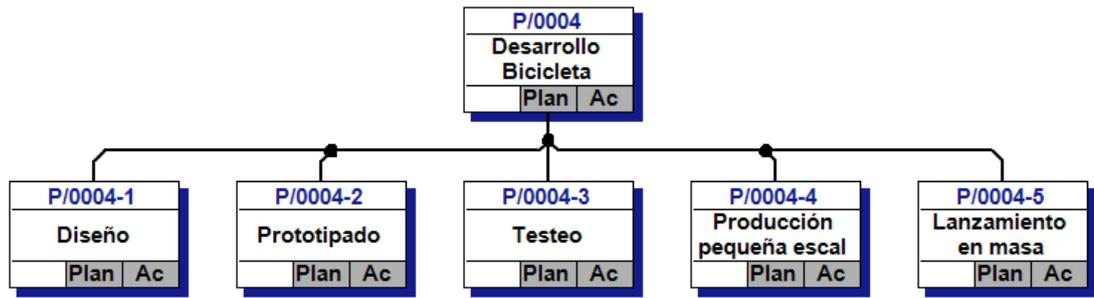 P/0004
Desarrollo
Bicicleta
Plan Ac
P/0004-1
Diseño
Plan Ac
P/0004-2
Prototipado
Plan Ac
P/0004-3
Testeo
Plan Ac
P/0004-4
Producción
pequeña escal
Plan Ac
P/0004-5
Lanzamiento
en masa
Plan Ac